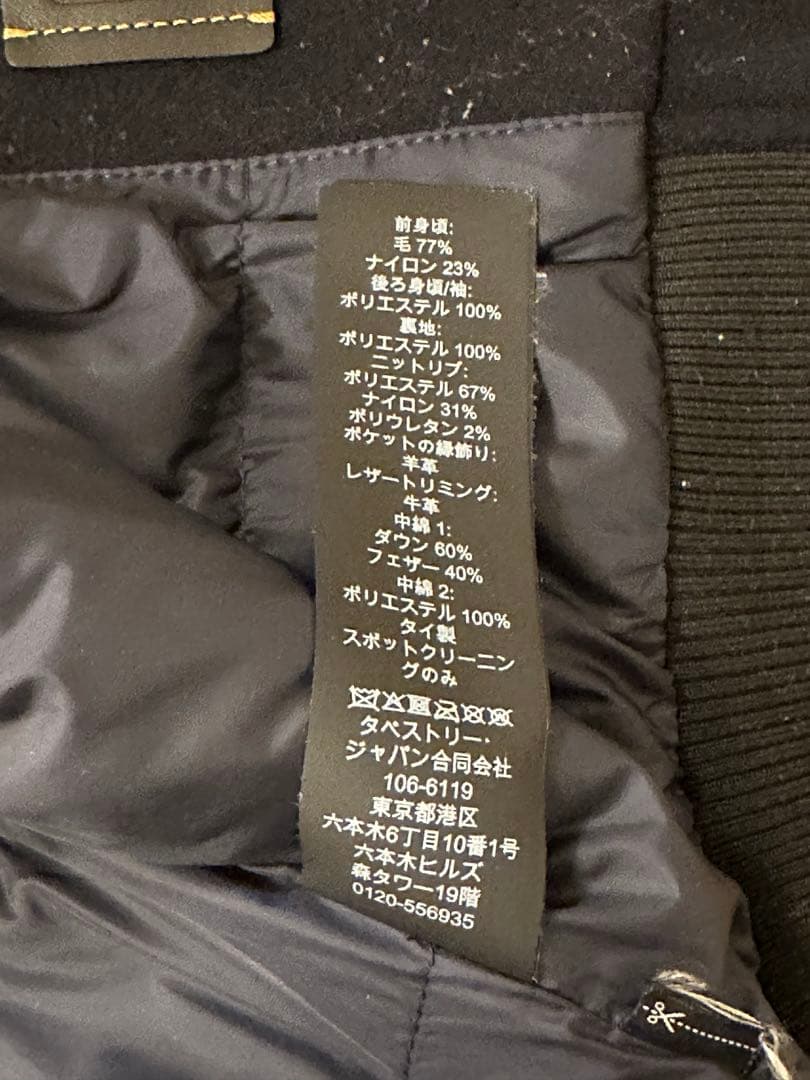 前身頃:
毛 77%
ナイロン 23%
後ろ身頃/袖:
ポリエステル 100%
裏地:
ポリエステル 100%
ニットリブ:
ポリエステル 67%
ナイロン 31%
ポリウレタン 2%
ポケットの縁飾り:
羊革
レザートリミング:
牛革
中綿 1:
ダウン 60%
フェザー 40%
中綿 2:
ポリエステル 100%
タイ製
スポットクリーニン
グのみ
タペストリー・
ジャパン合同会社
106-6119
東京都港区
六本木6丁目10番1号
六本木ヒルズ
森タワー19階
0120-556935